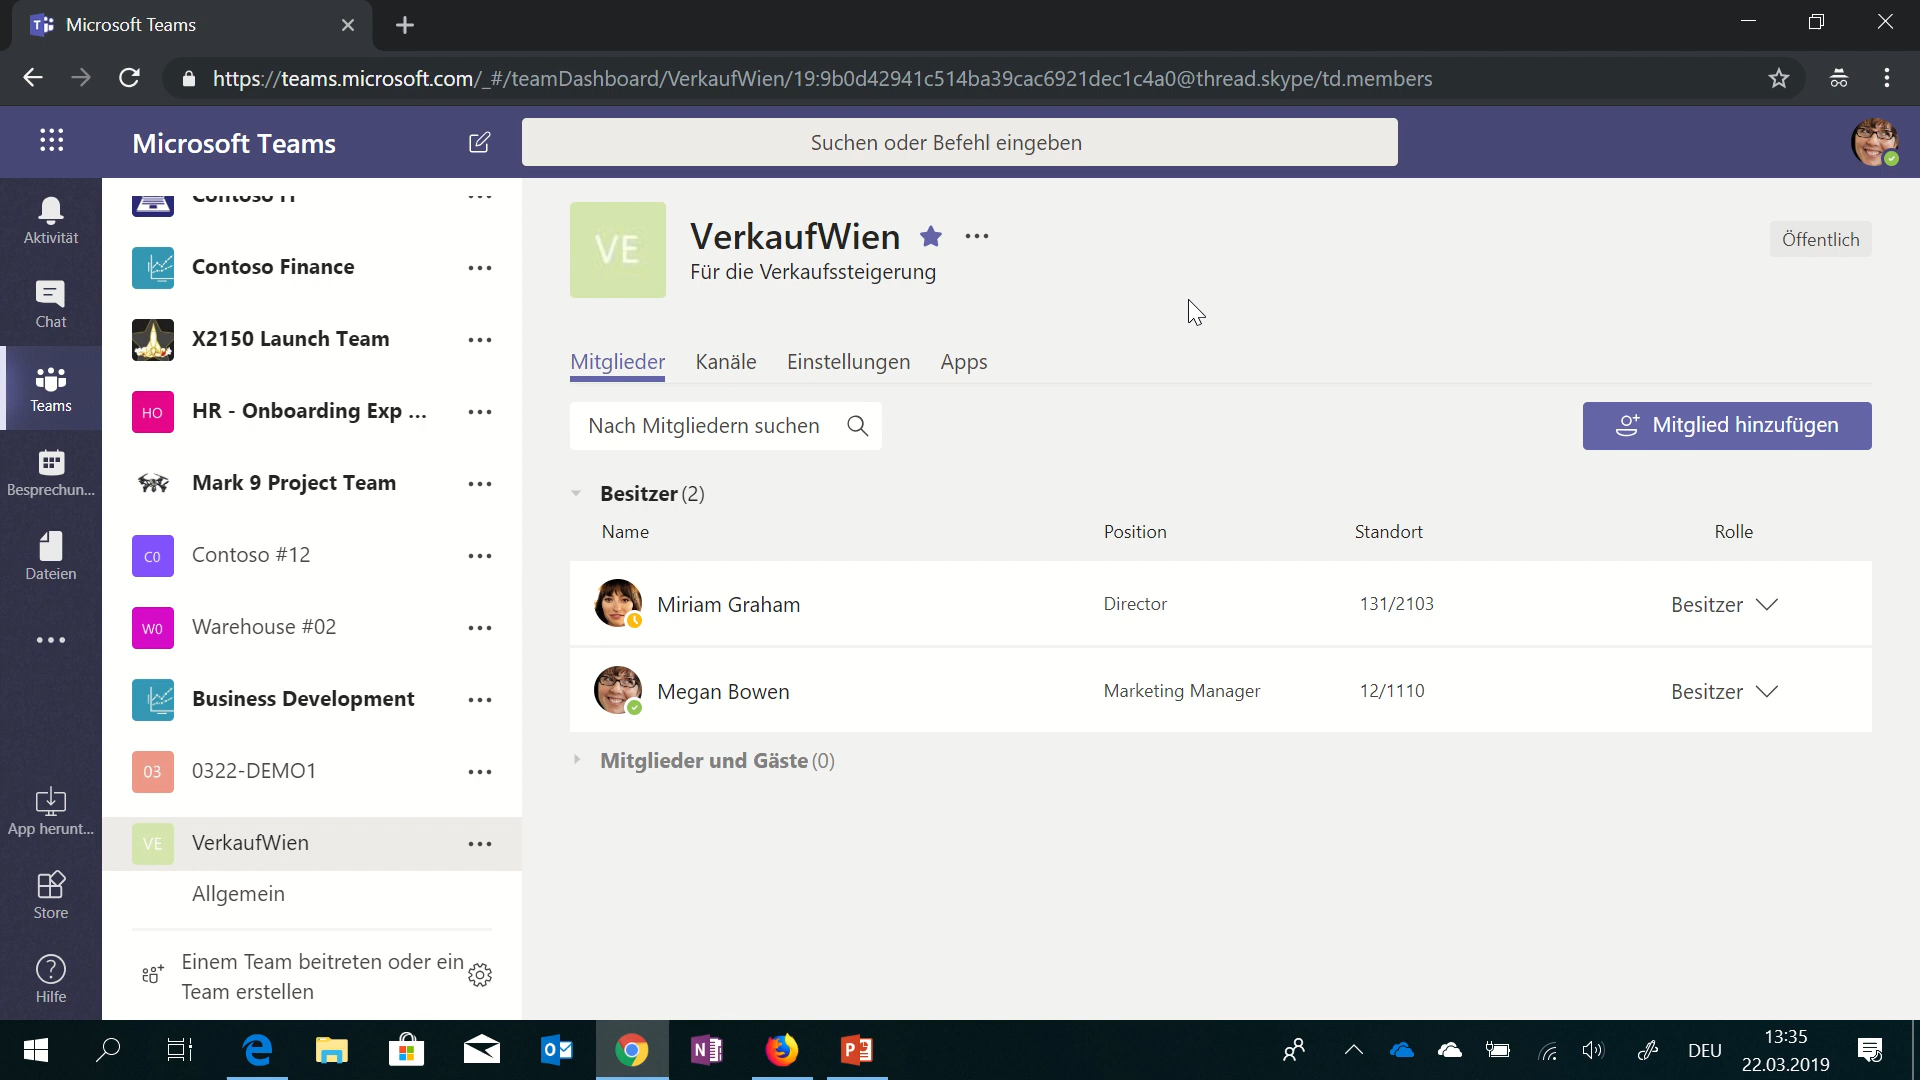 Microsoft Teams
https://teams.microsoft.com/_#/teamDashboard/VerkaufWien/19:9b0d42941c514ba39cac6921dec1c4a0@thread.skype/td.members
Microsoft Teams
Suchen oder Befehl eingeben
Aktivität
Chat
Teams
Besprechun...
Dateien
App herunt...
Store
Hilfe
Contoso IT
Contoso Finance
X2150 Launch Team
HO
HR - Onboarding Exp ...
Mark 9 Project Team
C0
Contoso #12
W0
Warehouse #02
Business Development
03
0322-DEMO1
VE
VerkaufWien
Allgemein
Einem Team beitreten oder ein
Team erstellen
VE
VerkaufWien
Für die Verkaufssteigerung
Öffentlich
Mitglieder Kanäle Einstellungen Apps
Nach Mitgliedern suchen
Mitglied hinzufügen
Besitzer (2)
Name Position Standort Rolle
Miriam Graham Director 131/2103 Besitzer
Megan Bowen Marketing Manager 12/1110 Besitzer
Mitglieder und Gäste (0)
DEU
13:35
22.03.2019